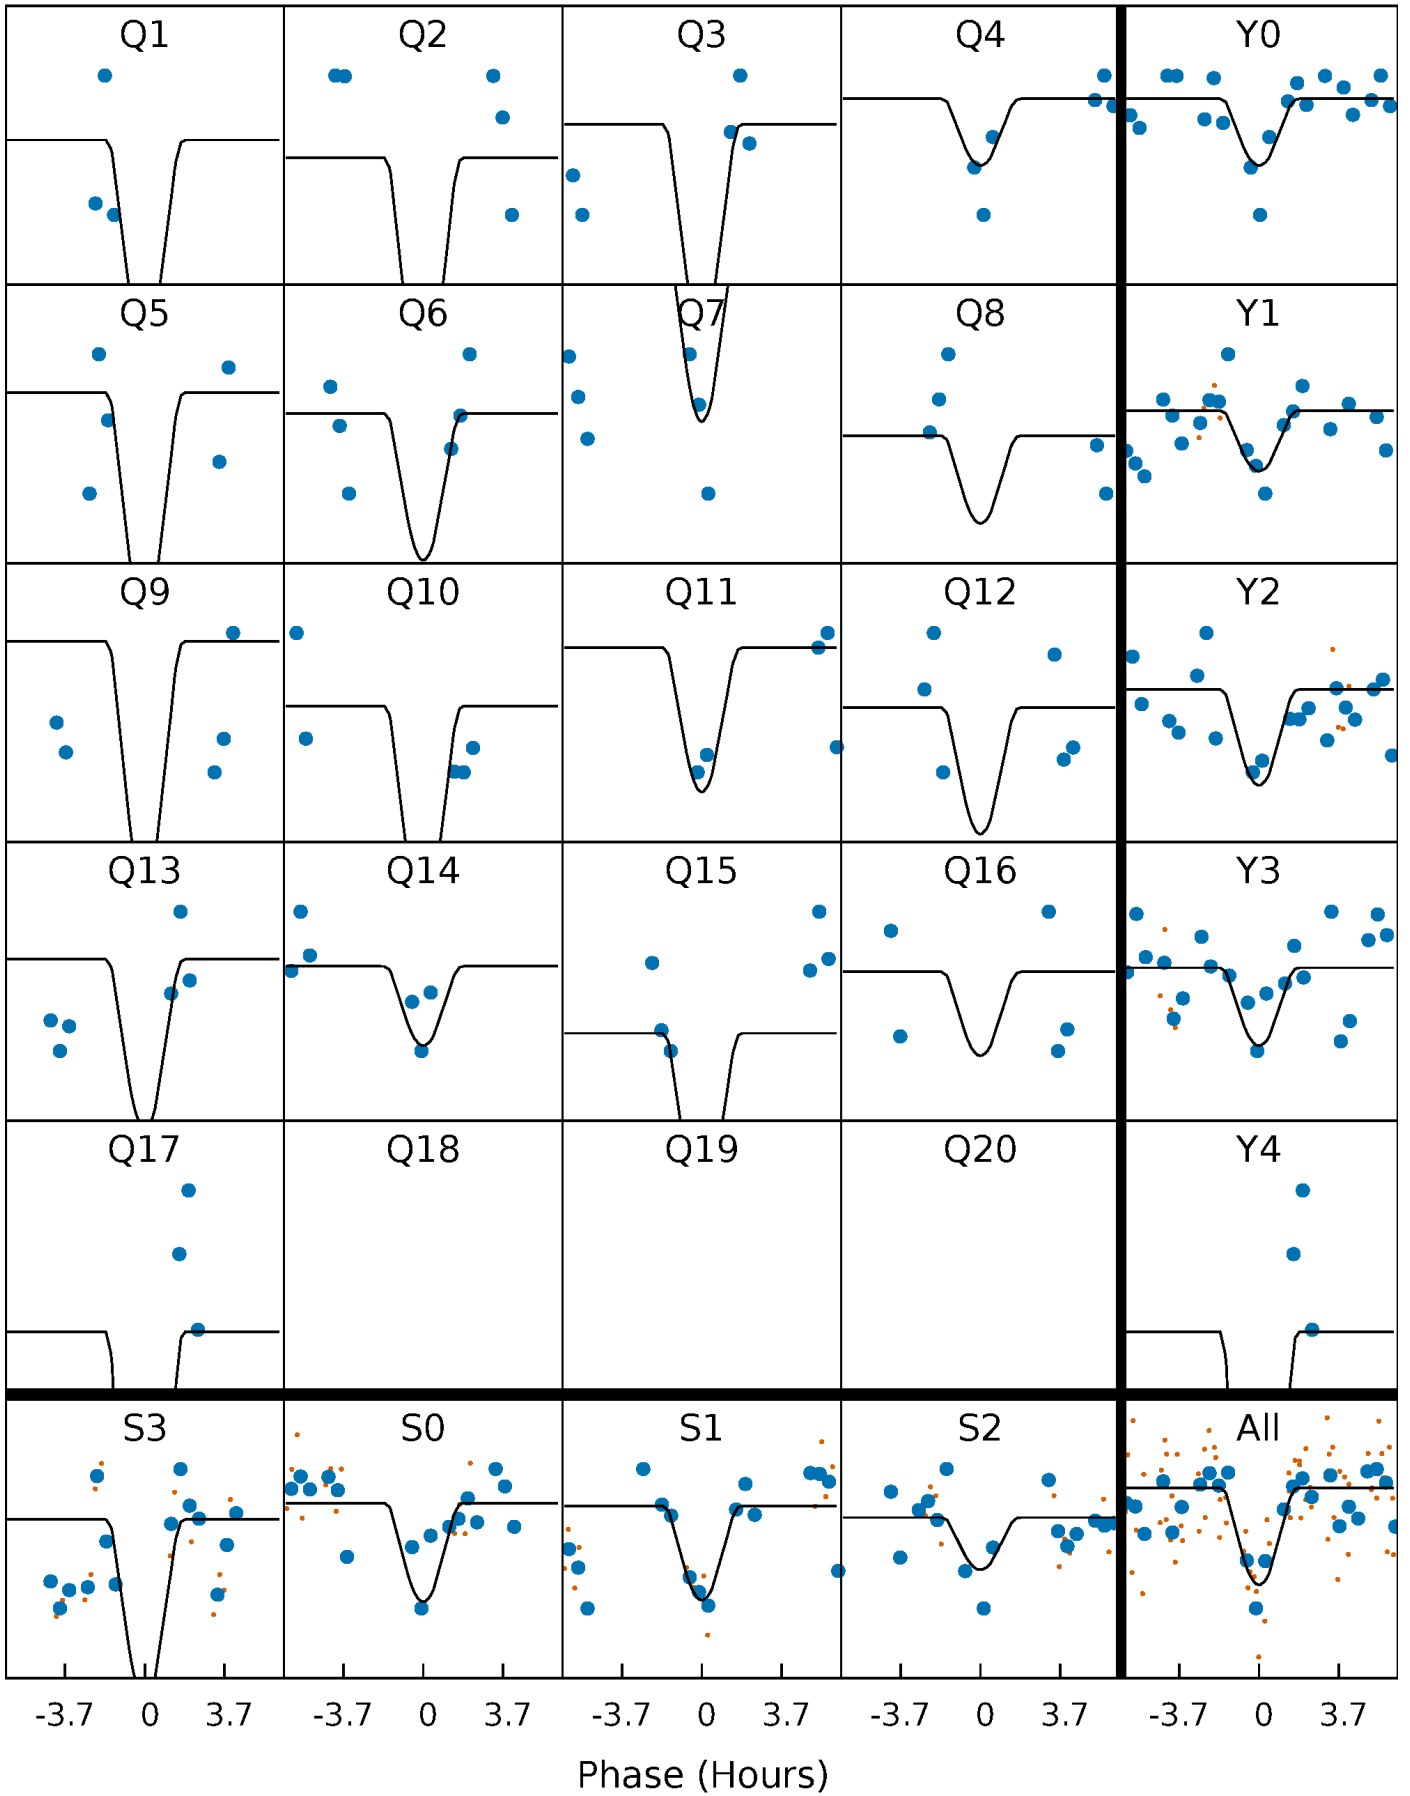 Q1 Q2 Q3 Q4 Y0
Q5 Q6 Q7 Q8 Y1
Q9 Q10 Q11 Q12 Y2
Q13 Q14 Q15 Q16 Y3
Q17 Q18 Q19 Q20 Y4
S3 S0 S1 S2 All
-3.7 0 3.7 -3.7 0 3.7 -3.7 0 3.7 -3.7 0 3.7 -3.7 0 3.7
Phase (Hours)